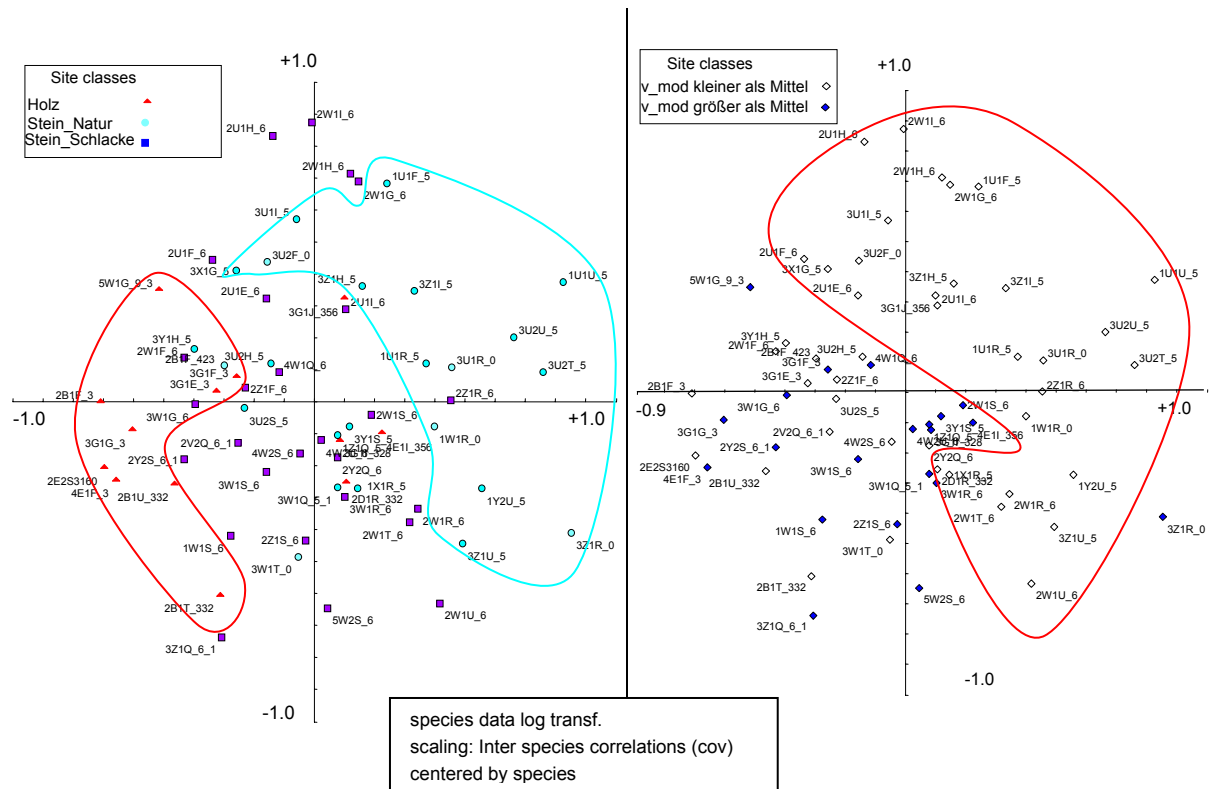 +1.0
Site classes
Holz
Stein_Natur
Stein_Schlacke
2W1I_6
2U1H_6
2W1H_6
1U1F_5
2W1G_6
3U1I_5
2U1F_6
3U2F_0
3X1G_5
5W1G_9_3
3Z1H_5
1U1U_5
2U1E_6
2U1I_6
3Z1I_5
3G1J_356
3Y1H_5
3U2U_5
2W1F_6
2B1F_423
3U2H_5
4W1Q_6
1U1R_5
3U1R_0
3U2T_5
3G1F_3
3G1E_3
2Z1F_6
2B1F_3
2Z1R_6
-1.0
+1.0
3W1G_6
3U2S_5
2W1S_6
3G1G_3
2V2Q_6_1
3Y1S_5
1W1R_0
1Z1Q_5
4E1I_356
2Y2S_6_1
4W2S_6
2Y2Q_6
2E2S3160
4E1F_3
2B1U_332
3W1S_6
3W1Q_5_1
1X1R_5
2D1R_332
1Y2U_5
3W1R_6
2W1R_6
1W1S_6
2Z1S_6
2W1T_6
3Z1U_5
3Z1R_0
3W1T_0
2B1T_332
5W2S_6
2W1U_6
3Z1Q_6_1
-1.0
+1.0
Site classes
v_mod kleiner als Mittel
v_mod größer als Mittel
2W1I_6
2U1H_6
2W1H_6
1U1F_5
2W1G_6
3U1I_5
2U1F_6
3U2F_0
3X1G_5
5W1G_9_3
3Z1H_5
1U1U_5
2U1E_6
2U1I_6
3Z1I_5
3G1J_356
3Y1H_5
3U2U_5
2W1F_6
2B1F_423
3U2H_5
4W1Q_6
1U1R_5
3U1R_0
3U2T_5
3G1F_3
3G1E_3
2Z1F_6
2B1F_3
2Z1R_6
-0.9
+1.0
3W1G_6
3U2S_5
2W1S_6
3G1G_3
2V2Q_6_1
3Y1S_5
1W1R_0
1Z1Q_5
4E1I_356
2Y2S_6_1
4W2S_6
2Y2Q_6
2E2S3160
4E1F_3
2B1U_332
3W1S_6
3W1Q_5_1
1X1R_5
2D1R_332
1Y2U_5
3W1R_6
2W1R_6
1W1S_6
2Z1S_6
2W1T_6
3Z1U_5
3Z1R_0
3W1T_0
2B1T_332
5W2S_6
2W1U_6
3Z1Q_6_1
-1.0
species data log transf.
scaling: Inter species correlations (cov)
centered by species